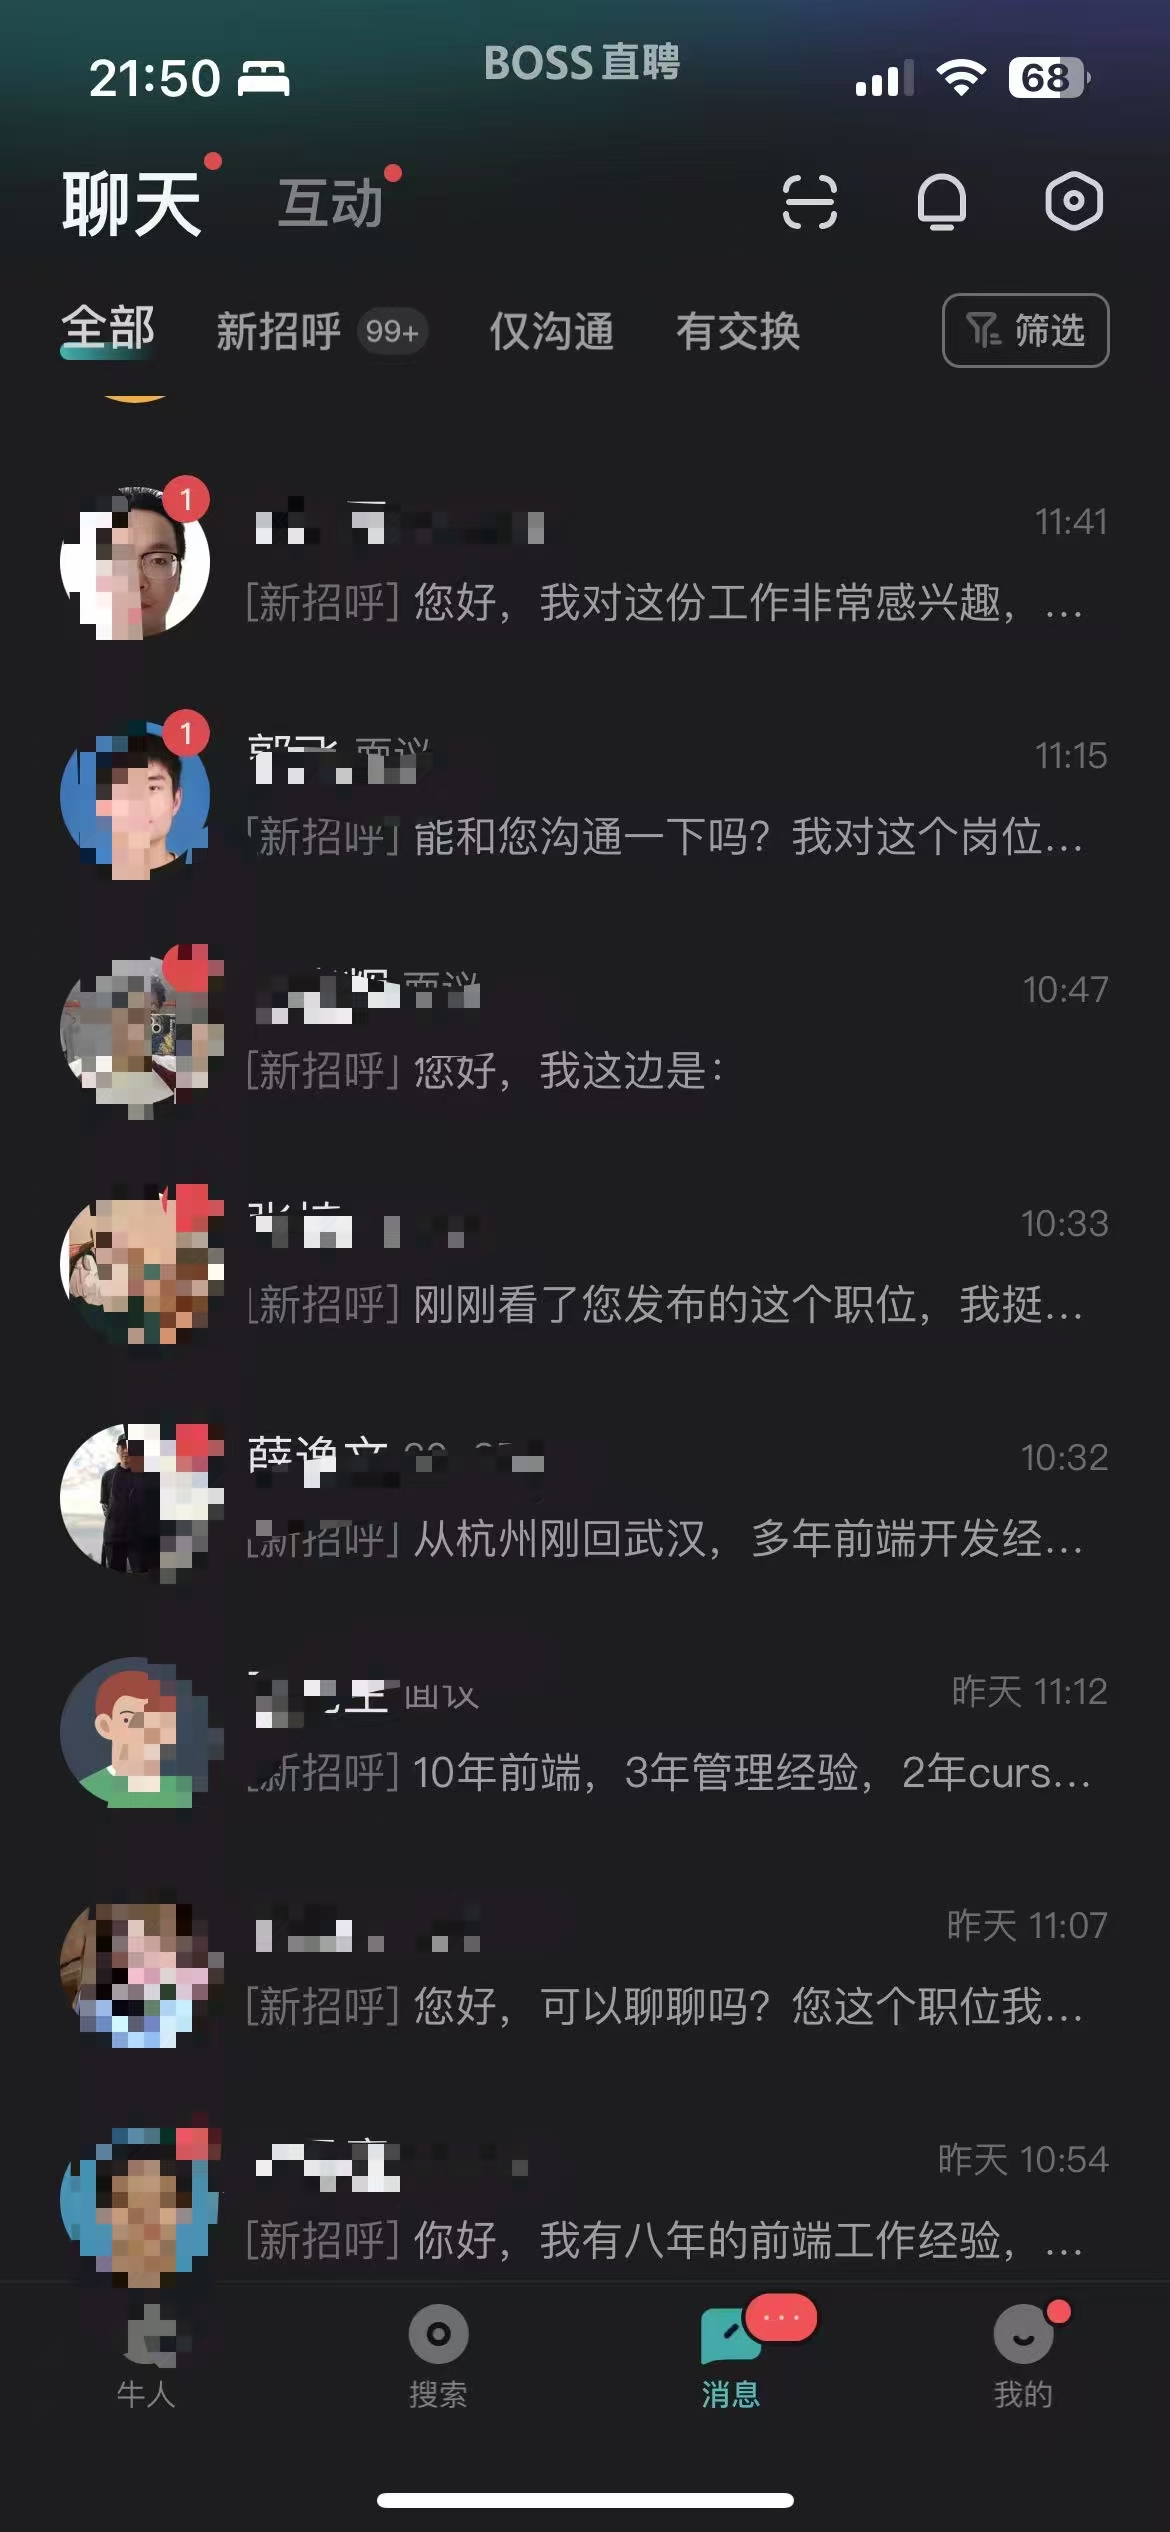 21:50
BOSS直聘
68
聊天 互动
全部 新招呼 99+ 仅沟通 有交换 筛选
1
11:41
[新招呼] 您好，我对这份工作非常感兴趣，...
1
面议
11:15
[新招呼] 能和您沟通一下吗？我对这个岗位...
面议
10:47
[新招呼] 您好，我这边是：
10:33
[新招呼] 刚刚看了您发布的这个职位，我挺...
10:32
[新招呼] 从杭州刚回武汉，多年前端开发经...
面议
昨天 11:12
[新招呼] 10年前端，3年管理经验，2年curs...
昨天 11:07
[新招呼] 您好，可以聊聊吗？您这个职位我...
昨天 10:54
[新招呼] 你好，我有八年的前端工作经验，...
牛人 搜索 消息 我的